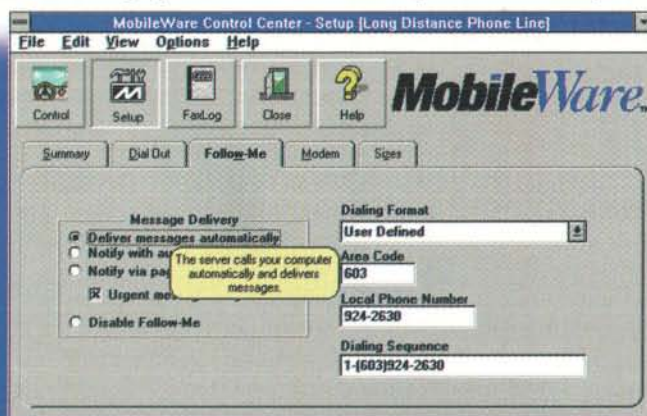 MobileWare Control Center - Setup [Long Distance Phone Line]
File Edit View Options Help
Control Setup FaxLog Close Help
MobileWare
Summary Dial Out Follow-Me Modem Sizes
Message Delivery
Deliver messages automatically
Notify with
Notify via
Urgent
Disable Follow-Me
The server calls your computer
automatically and delivers
messages.
Dialing Format
User Defined
Area Code
603
Local Phone Number
924-2630
Dialing Sequence
1-(603)924-2630